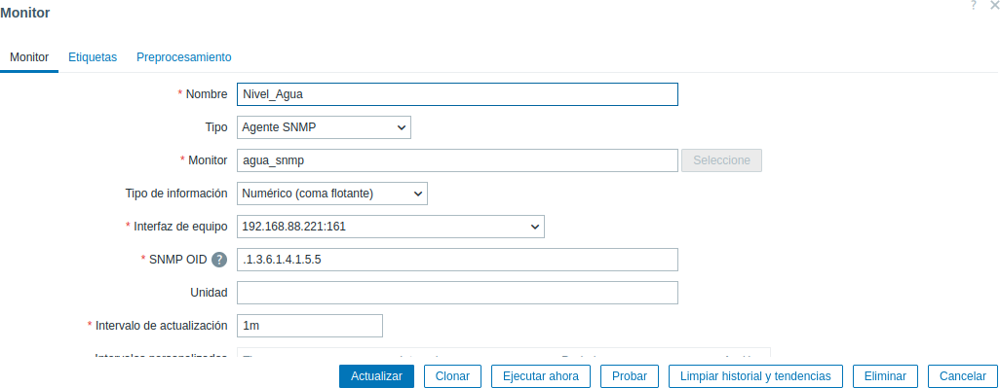 Monitor
? ×
Monitor Etiquetas Preprocesamiento
* Nombre Nivel_Agua
Tipo Agente SNMP
* Monitor agua_snmp Seleccione
Tipo de información Numérico (coma flotante)
* Interfaz de equipo 192.168.88.221:161
* SNMP OID ? .1.3.6.1.4.1.5.5
Unidad
* Intervalo de actualización 1m
Actualizar Clonar Ejecutar ahora Probar Limpiar historial y tendencias Eliminar Cancelar